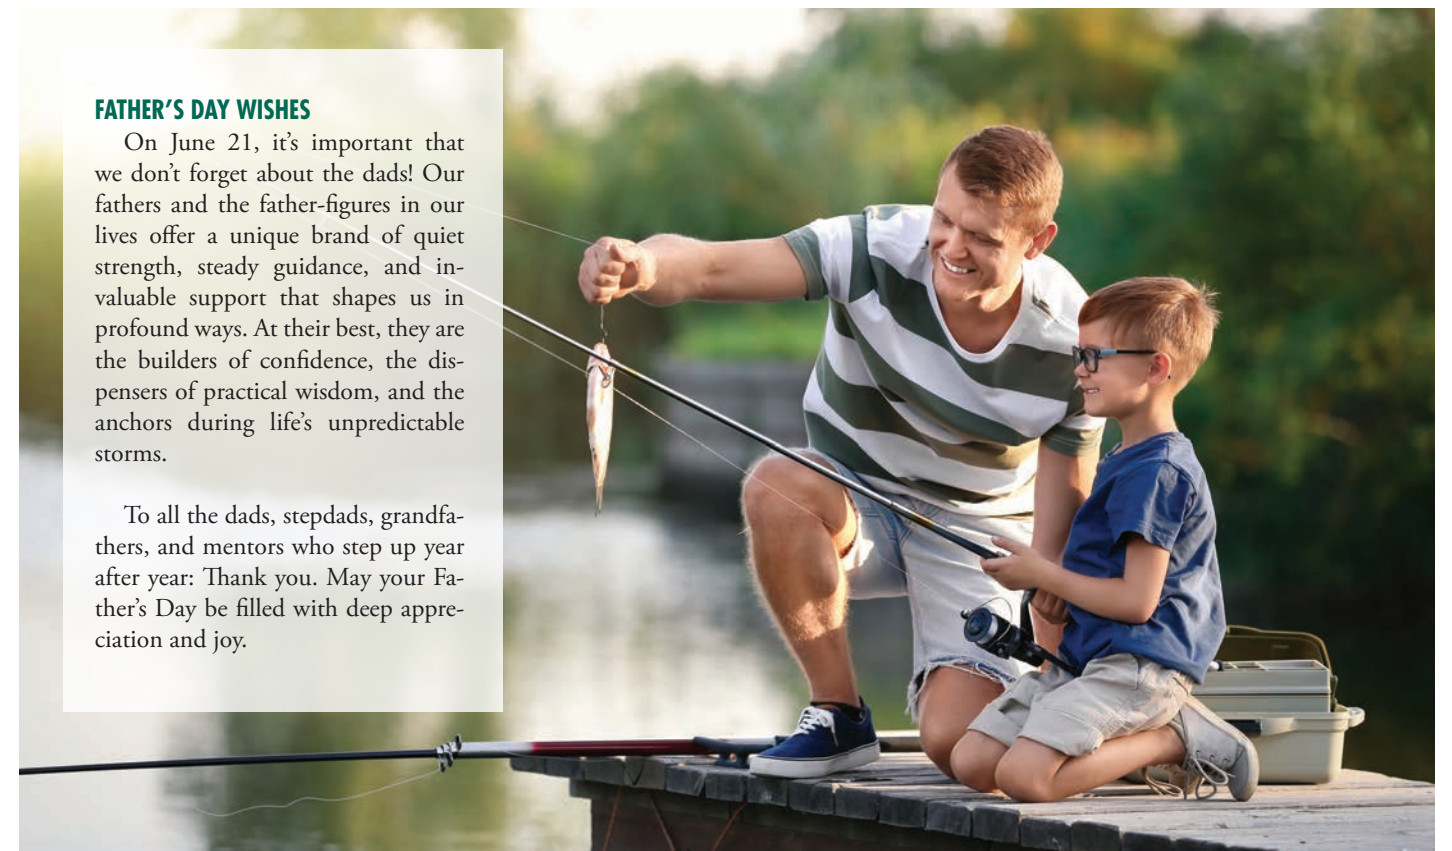 FATHER’S DAY WISHES
On June 21, it’s important that
we don’t forget about the dads! Our
fathers and the father-figures in our
lives offer a unique brand of quiet
strength, steady guidance, and in-
valuable support that shapes us in
profound ways. At their best, they are
the builders of confidence, the dis-
pensers of practical wisdom, and the
anchors during life’s unpredictable
storms.
To all the dads, stepdads, grandfa-
thers, and mentors who step up year
after year: Thank you. May your Fa-
ther’s Day be filled with deep appre-
ciation and joy.